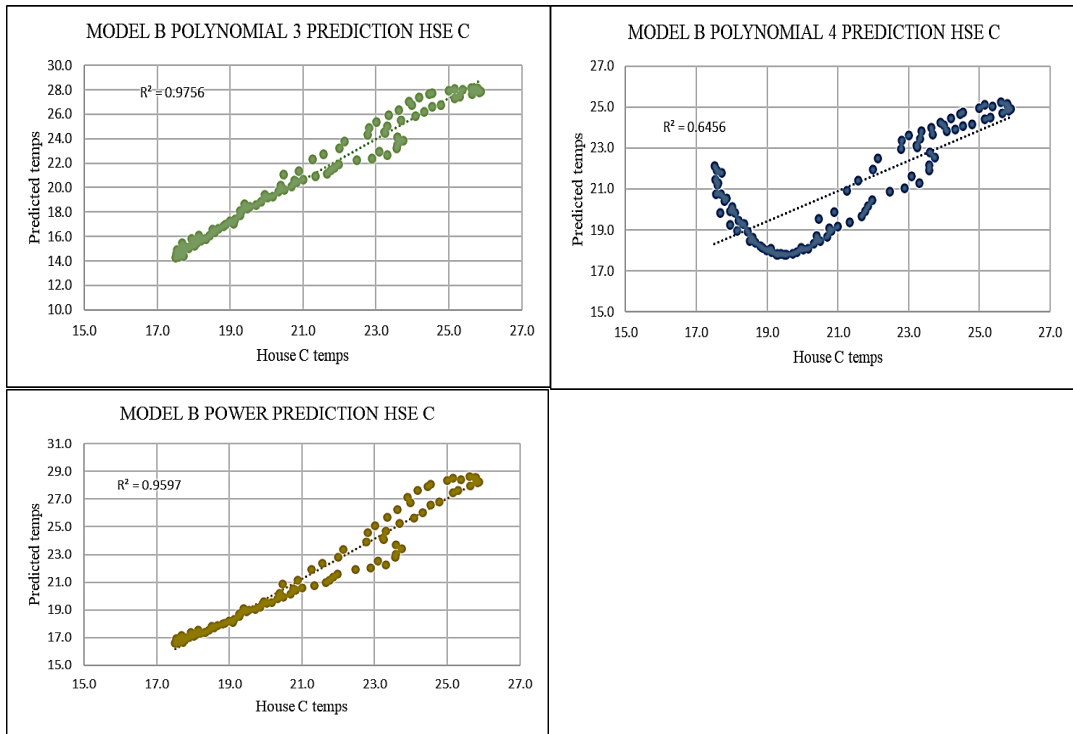 MODEL B POLYNOMIAL 3 PREDICTION HSE C
30.0
28.0
26.0
24.0
22.0
20.0
18.0
16.0
14.0
12.0
10.0
R² = 0.9756
Predicted temps
15.0 17.0 19.0 21.0 23.0 25.0 27.0
House C temps
MODEL B POLYNOMIAL 4 PREDICTION HSE C
27.0
25.0
23.0
21.0
19.0
17.0
15.0
R² = 0.6456
Predicted temps
15.0 17.0 19.0 21.0 23.0 25.0 27.0
House C temps
MODEL B POWER PREDICTION HSE C
31.0
29.0
27.0
25.0
23.0
21.0
19.0
17.0
15.0
R² = 0.9597
Predicted temps
15.0 17.0 19.0 21.0 23.0 25.0 27.0
House C temps